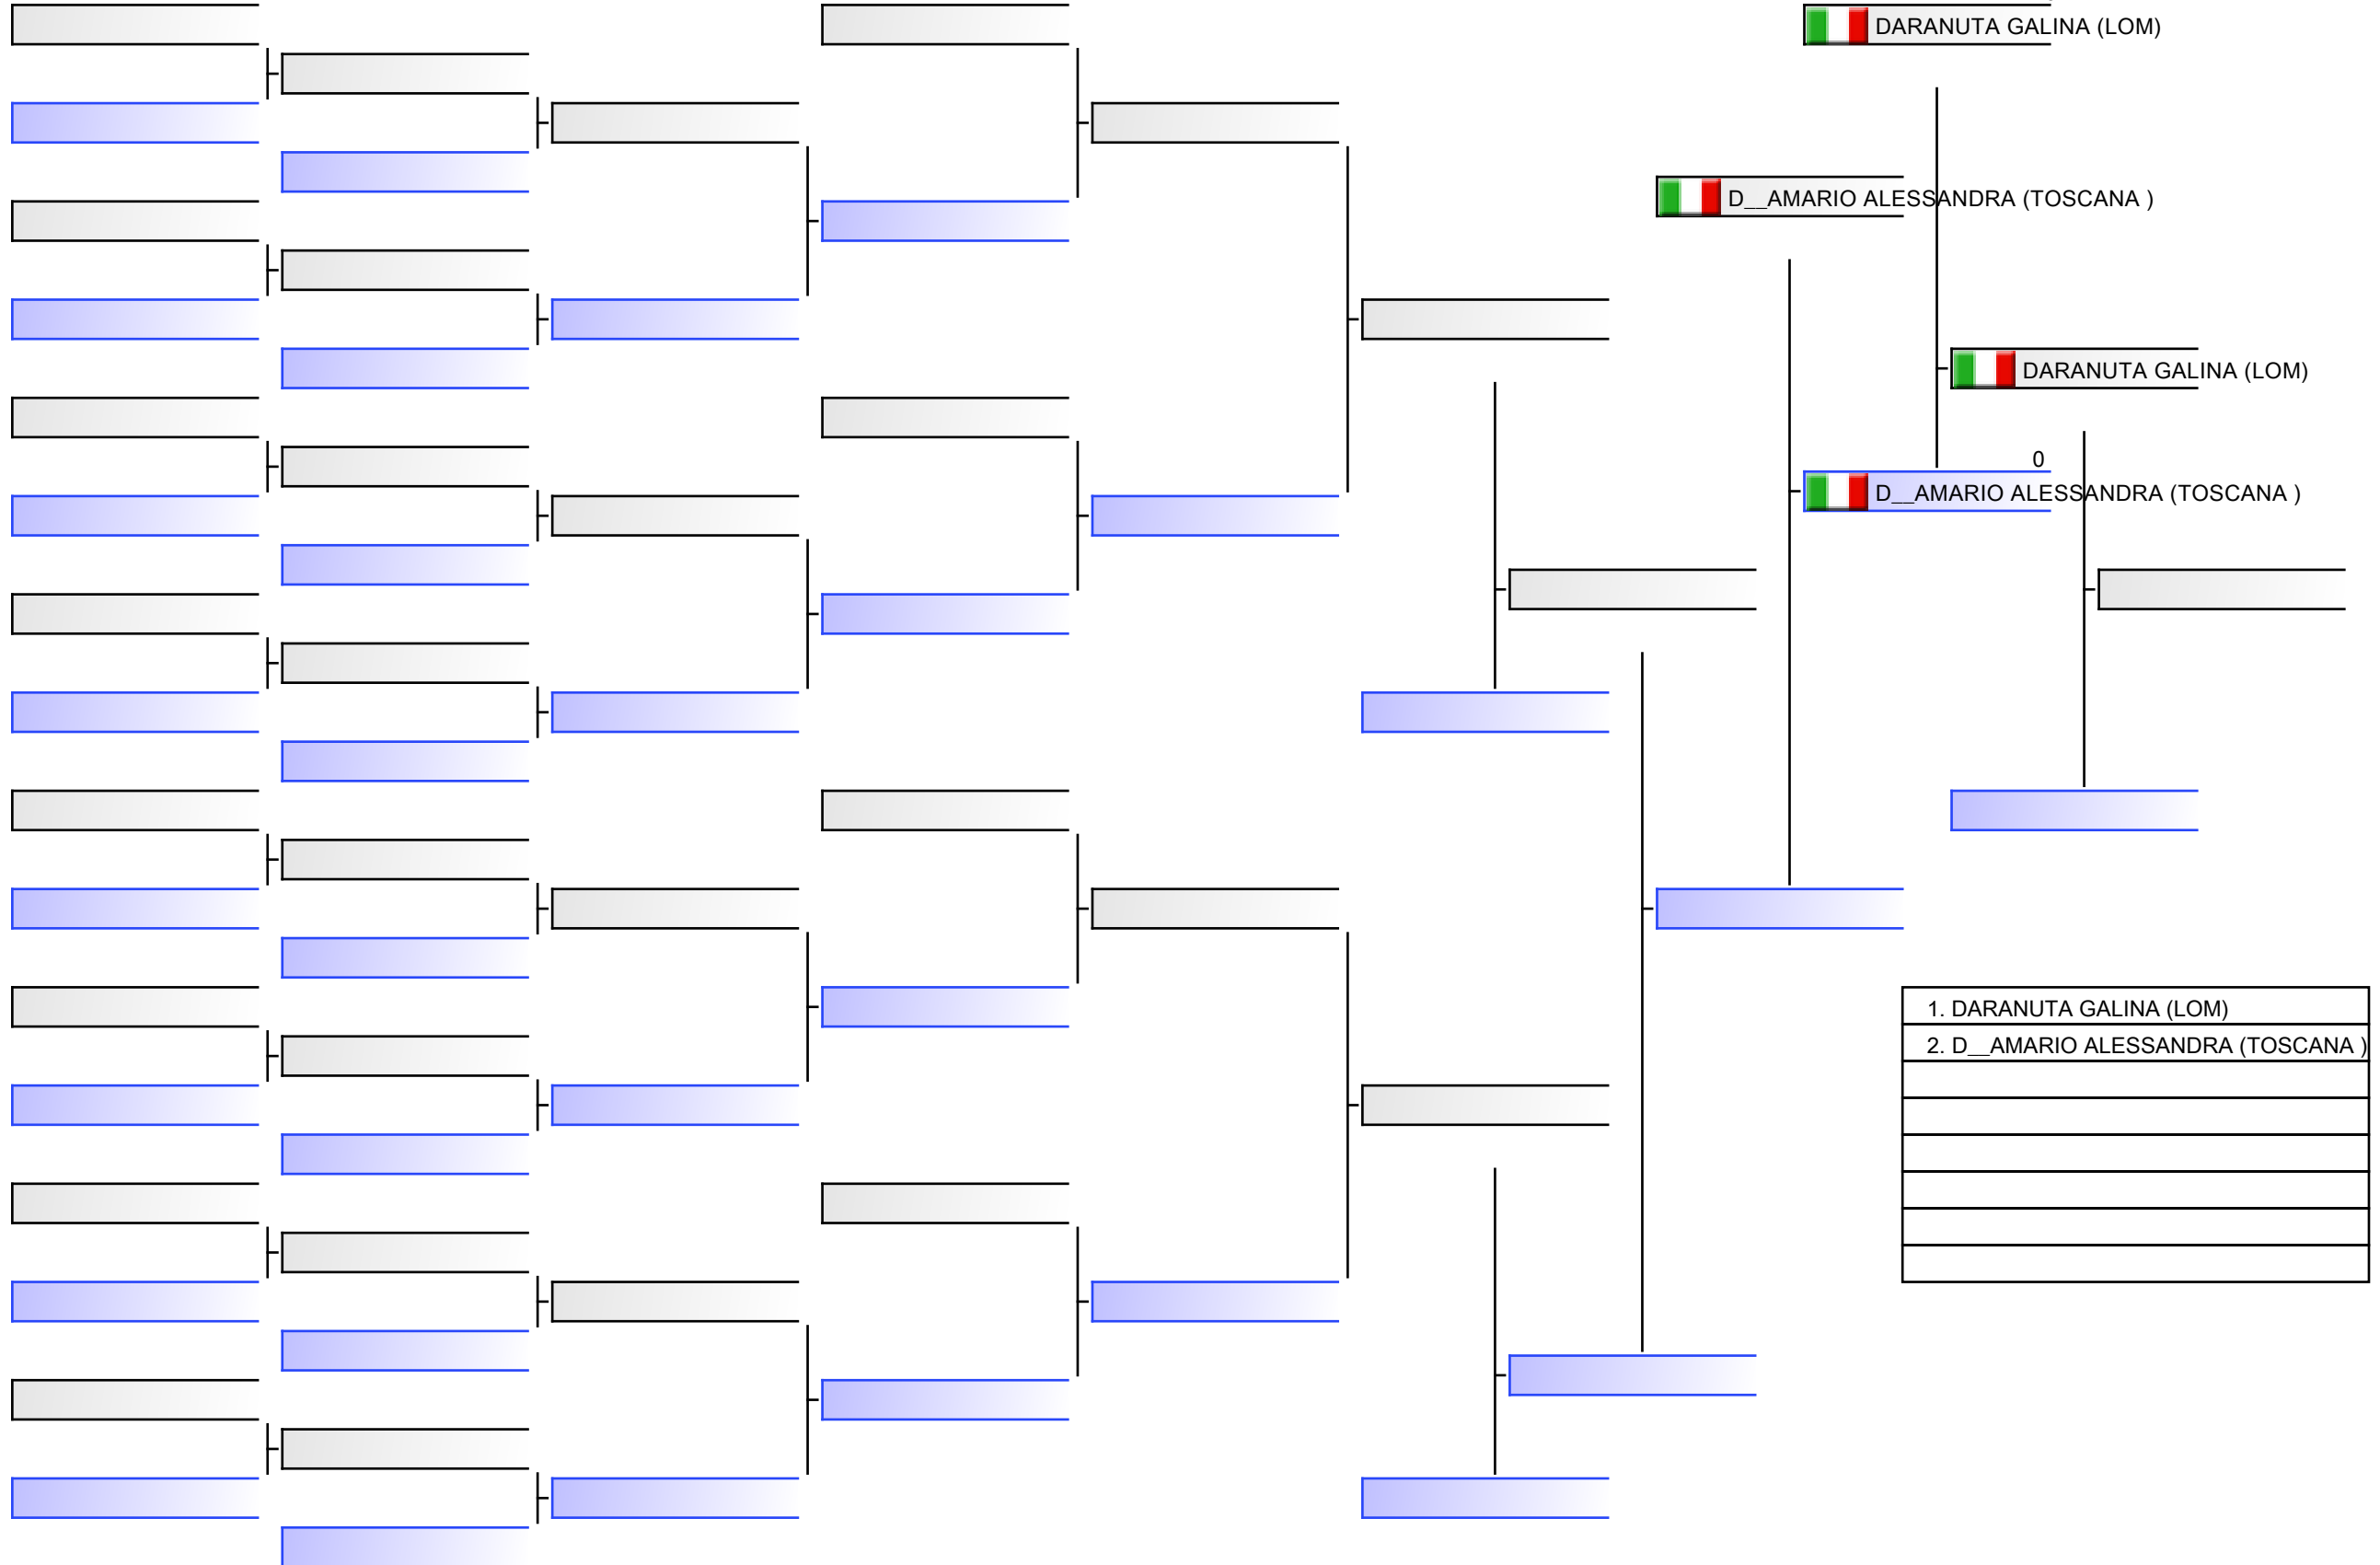 DARANUTA GALINA (LOM)
D__AMARIO ALESSANDRA (TOSCANA )
DARANUTA GALINA (LOM)
0
D__AMARIO ALESSANDRA (TOSCANA )
1. DARANUTA GALINA (LOM)
2. D__AMARIO ALESSANDRA (TOSCANA )